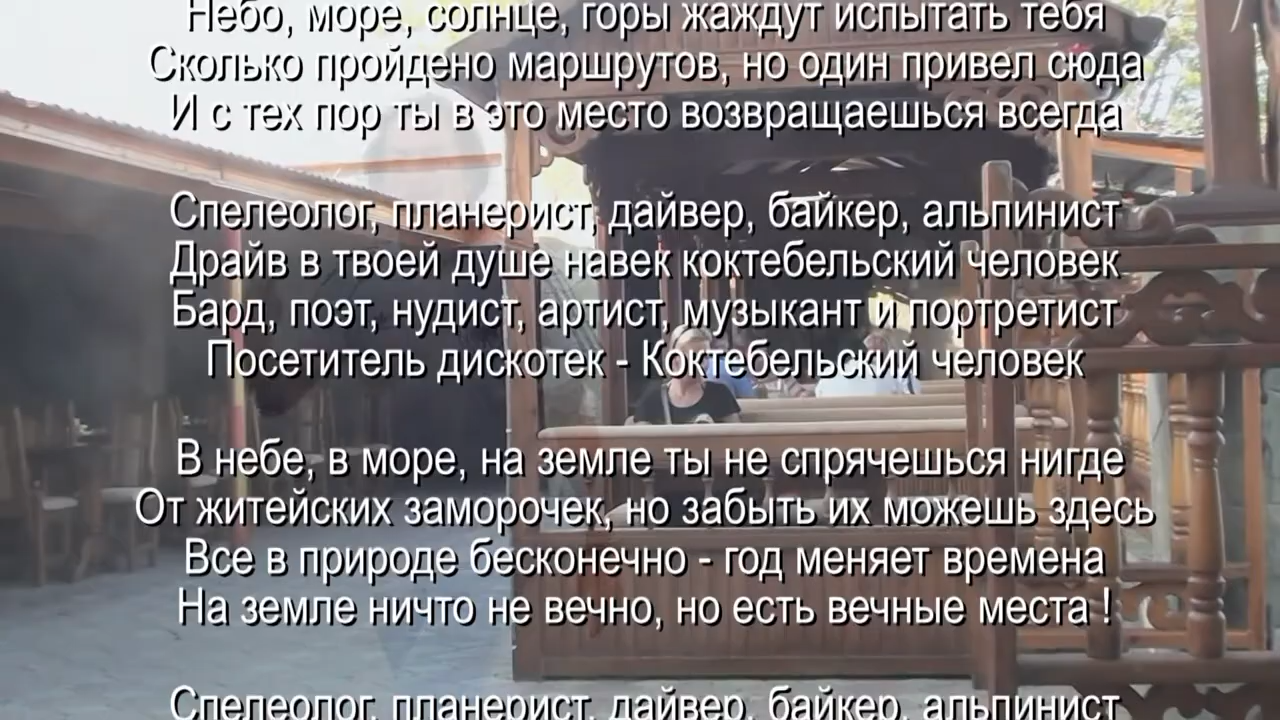 Небо, море, солнце, горы жаждут испытать тебя
Сколько пройдено маршрутов, но один привел сюда
И с тех пор ты в это место возвращаешься всегда
Спелеолог, планерист, дайвер, байкер, альпинист
Драйв в твоей душе навек коктебельский человек
Бард, поэт, нудист, артист, музыкант и портретист
Посетитель дискотек - Коктебельский человек
В небе, в море, на земле ты не спрячешься нигде
От житейских заморочек, но забыть их можешь здесь
Все в природе бесконечно - год меняет времена
На земле ничто не вечно, но есть вечные места !
Спелеолог, планерист, дайвер, байкер, альпинист